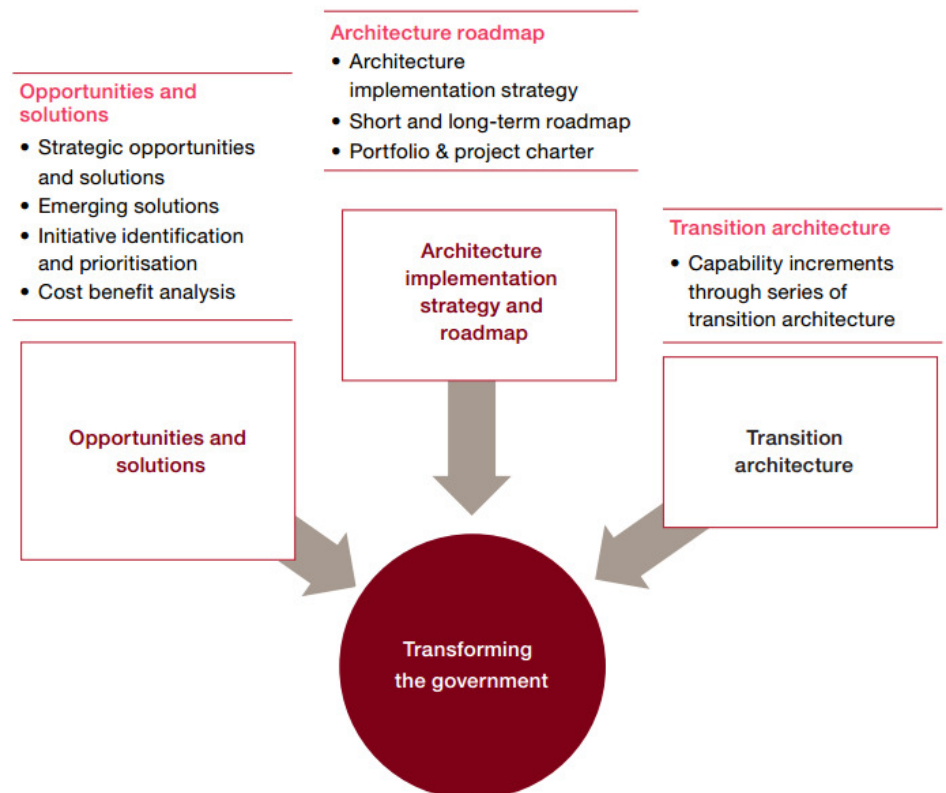 Architecture roadmap
• Architecture
implementation strategy
• Short and long-term roadmap
• Portfolio & project charter
Opportunities and
solutions
• Strategic opportunities
and solutions
• Emerging solutions
• Initiative identification
and prioritisation
• Cost benefit analysis
Transition architecture
• Capability increments
through series of
transition architecture
Architecture
implementation
strategy and
roadmap
Opportunities and
solutions
Transition
architecture
Transforming
the government